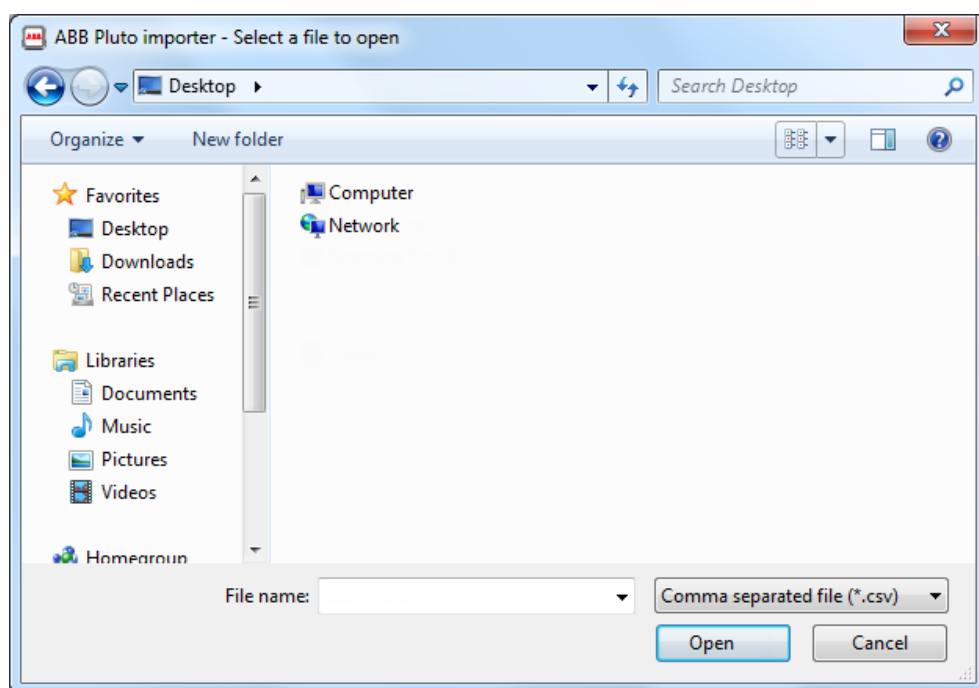 ABB Pluto importer - Select a file to open
Desktop
Search Desktop
Organize
New folder
Favorites
Desktop
Downloads
Recent Places
Libraries
Documents
Music
Pictures
Videos
Homegroup
Computer
Network
File name:
Comma separated file (*.csv)
Open
Cancel